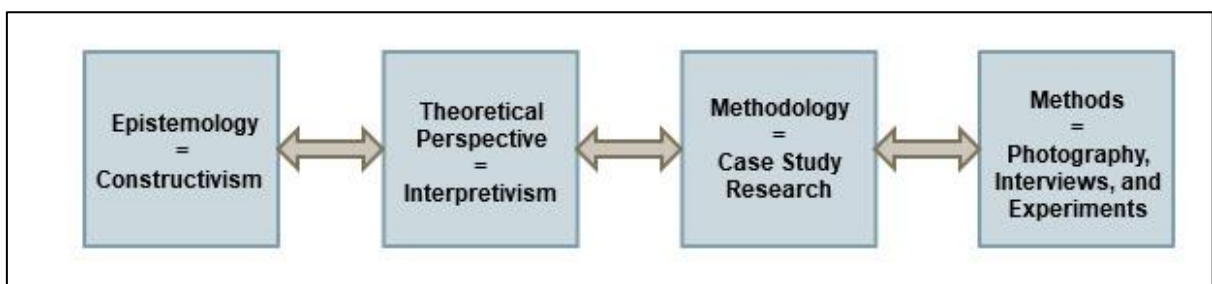 Epistemology
=
Constructivism
Theoretical
Perspective
=
Interpretivism
Methodology
=
Case Study
Research
Methods
=
Photography,
Interviews, and
Experiments